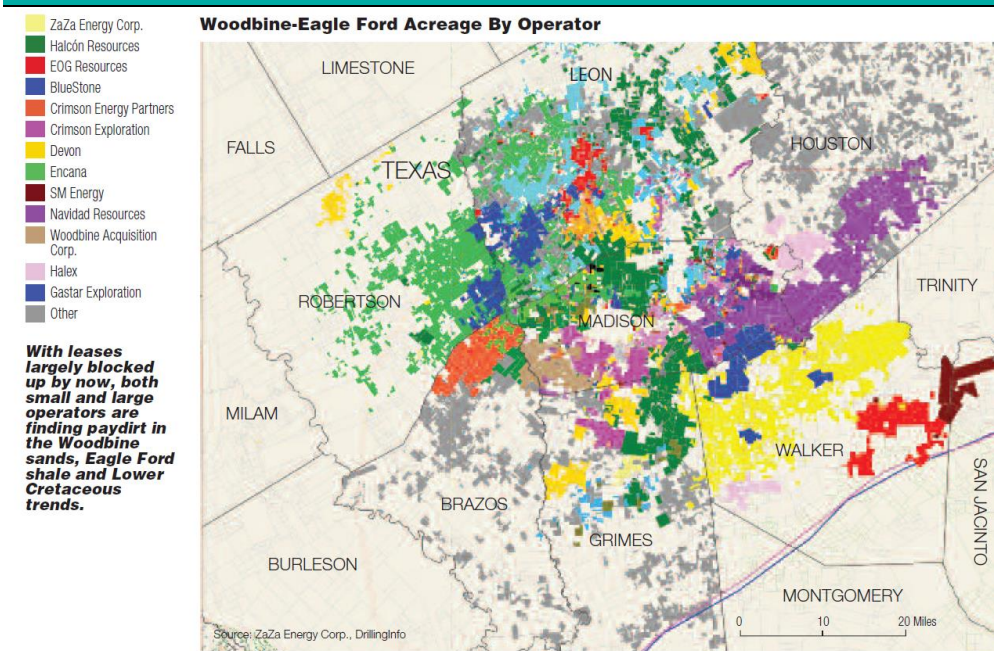 Woodbine-Eagle Ford Acreage By Operator
ZaZa Energy Corp.
Halcón Resources
EOG Resources
BlueStone
Crimson Energy Partners
Crimson Exploration
Devon
Encana
SM Energy
Navidad Resources
Woodbine Acquisition
Corp.
Halex
Gastar Exploration
Other
With leases
largely blocked
up by now, both
small and large
operators are
finding paydirt in
the Woodbine
sands, Eagle Ford
shale and Lower
Cretaceous
trends.
LIMESTONE
LEON
FALLS
TEXAS
HOUSTON
ROBERTSON
MADISON
TRINITY
MILAM
WALKER
BRAZOS
SAN JACINTO
GRIMES
BURLESON
MONTGOMERY
0 10 20 Miles
Source: ZaZa Energy Corp., DrillingInfo